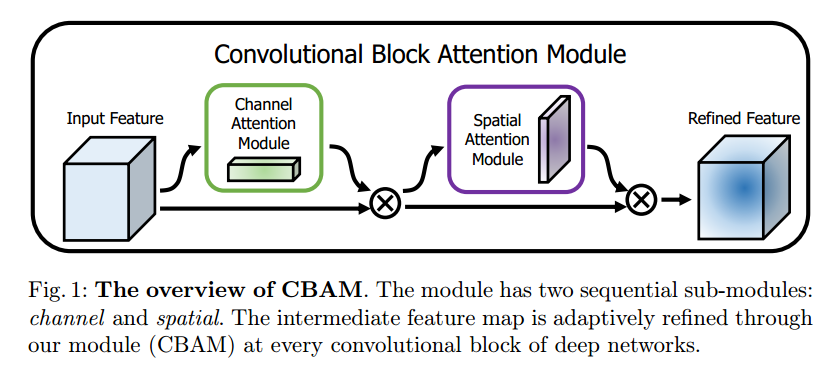 Convolutional Block Attention Module
Input Feature
Channel
Attention
Module
Spatial
Attention
Module
Refined Feature
Fig. 1: The overview of CBAM. The module has two sequential sub-modules:
channel and spatial. The intermediate feature map is adaptively refined through
our module (CBAM) at every convolutional block of deep networks.